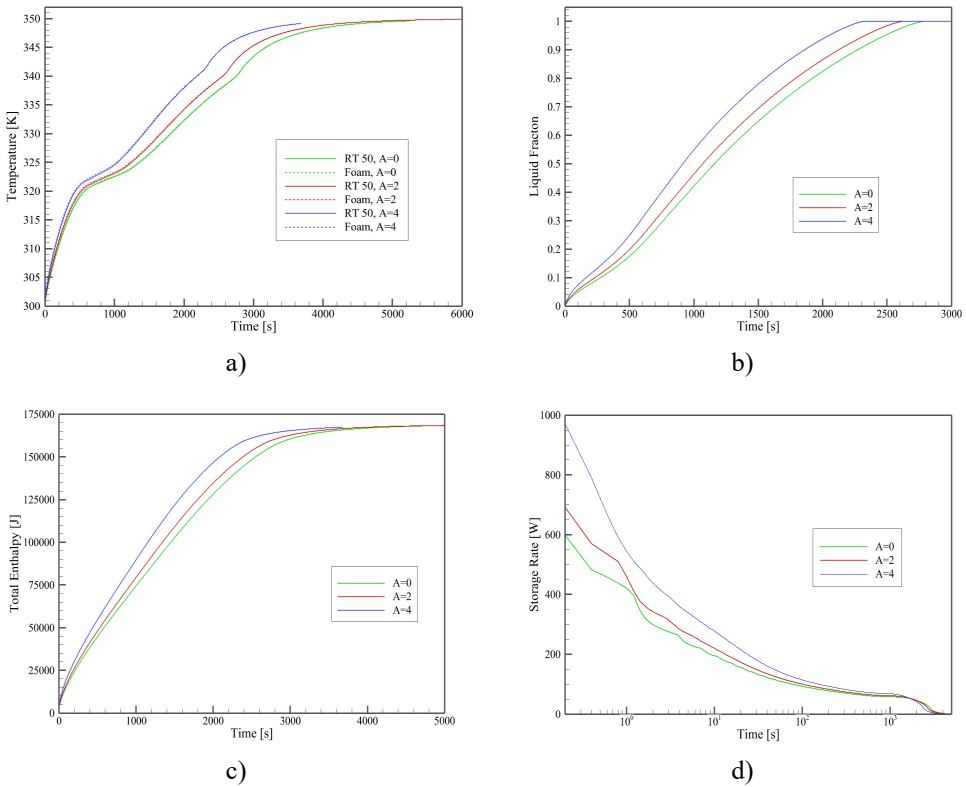 350
345
340
335
330
325
320
315
310
305
300
Temperature [K]
0
1000
2000
3000
4000
5000
6000
Time [s]
RT 50, A=0
Foam, A=0
RT 50, A=2
Foam, A=2
RT 50, A=4
Foam, A=4
a)
1
0.9
0.8
0.7
0.6
0.5
0.4
0.3
0.2
0.1
0
Liquid Fracton
0
500
1000
1500
2000
2500
3000
Time [s]
A=0
A=2
A=4
b)
175000
150000
125000
100000
75000
50000
25000
0
Total Enthalpy [J]
0
1000
2000
3000
4000
5000
Time [s]
A=0
A=2
A=4
c)
1000
800
600
400
200
0
Storage Rate [W]
10⁰
10¹
10²
10³
Time [s]
A=0
A=2
A=4
d)